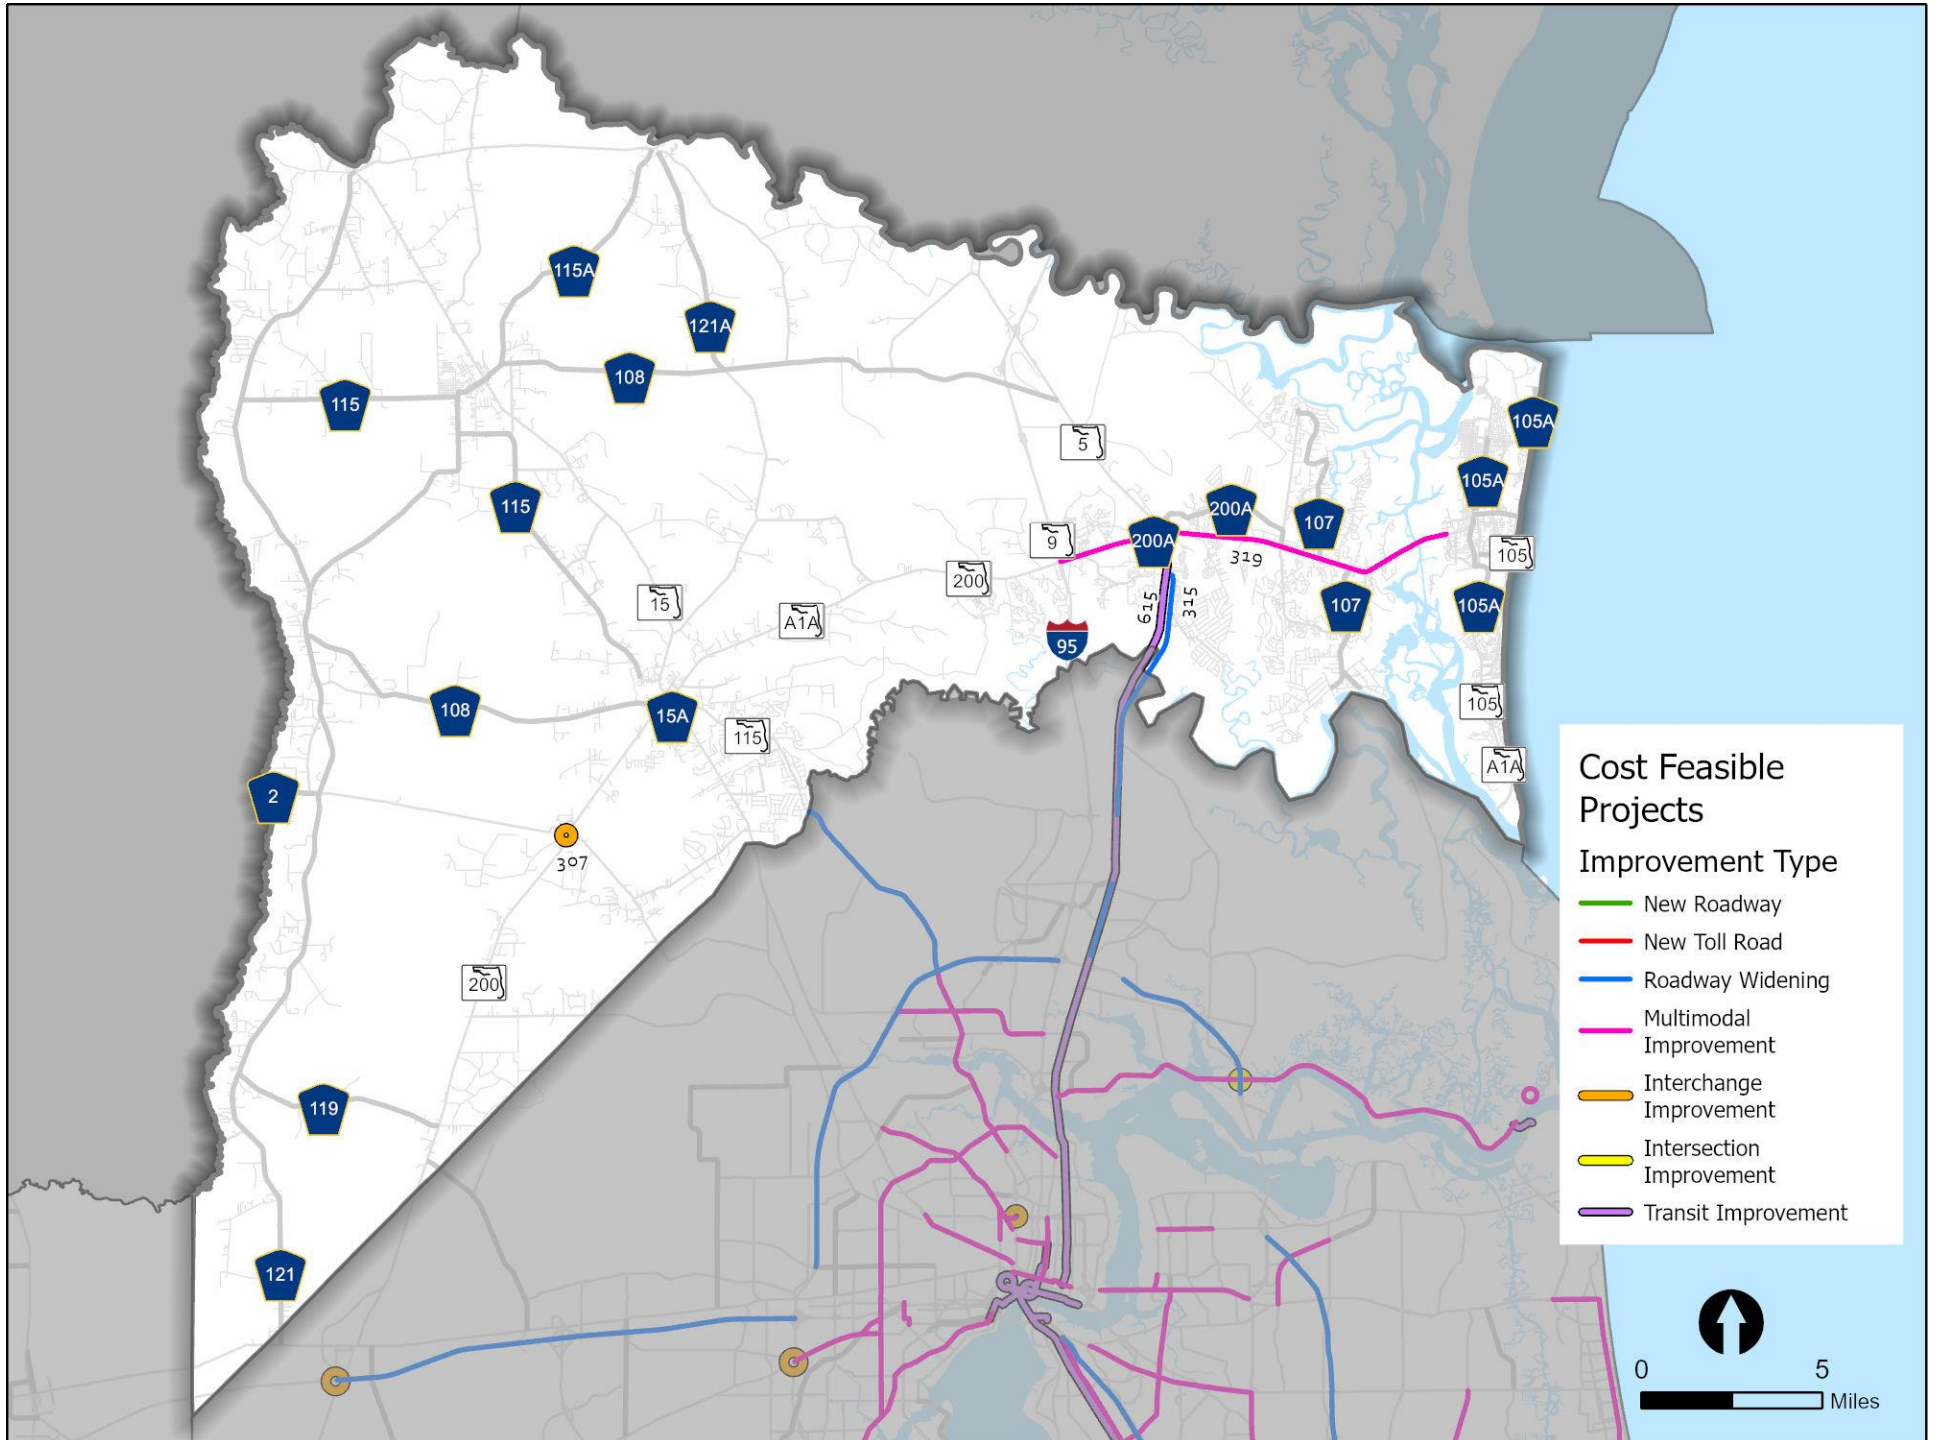 115A
121A
108
115
105A
5
105A
115
200A
107
9
200A
105
319
200
15
615
315
107
105A
A1A
95
105
108
15A
115
A1A
2
307
200
119
121
Cost Feasible
Projects
Improvement Type
New Roadway
New Toll Road
Roadway Widening
Multimodal
Improvement
Interchange
Improvement
Intersection
Improvement
Transit Improvement
0 5
Miles